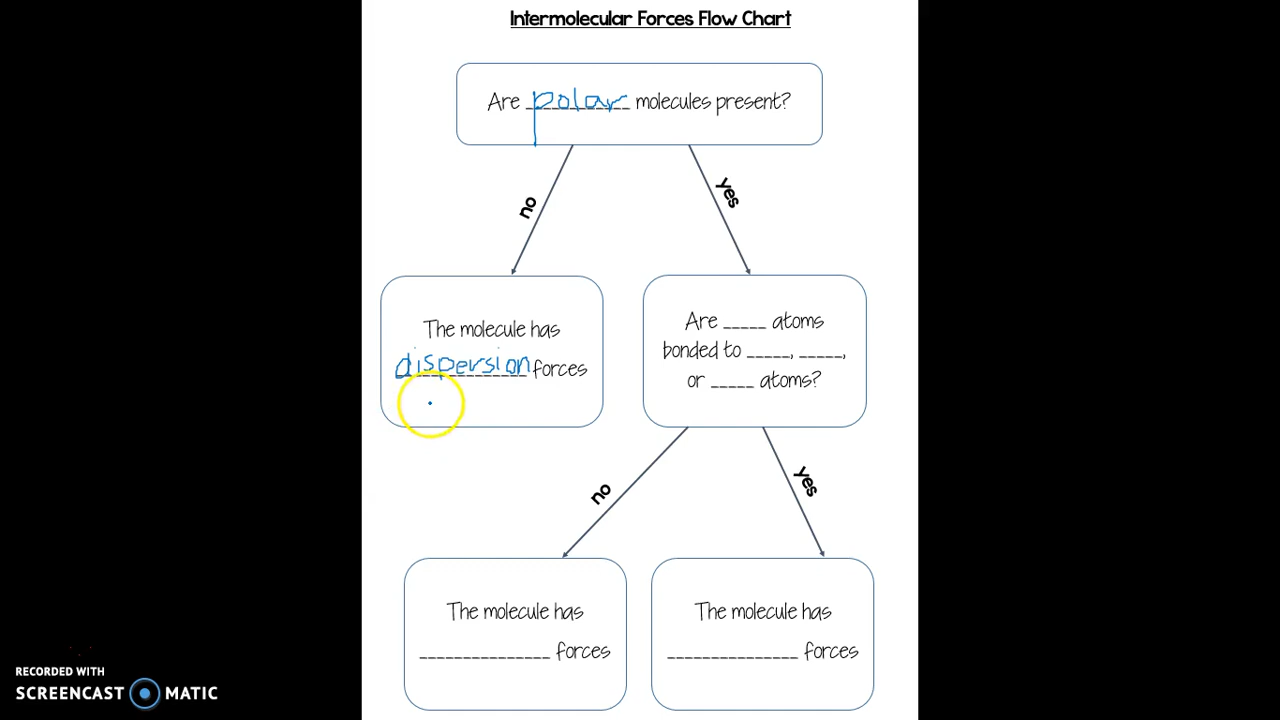 Intermolecular Forces Flow Chart
Are polar molecules present?
no
yes
The molecule has
dispersion forces
Are _____ atoms
bonded to _____, _____,
or _____ atoms?
no
yes
The molecule has
_______________ forces
The molecule has
_______________ forces
RECORDED WITH
SCREENCAST MATIC